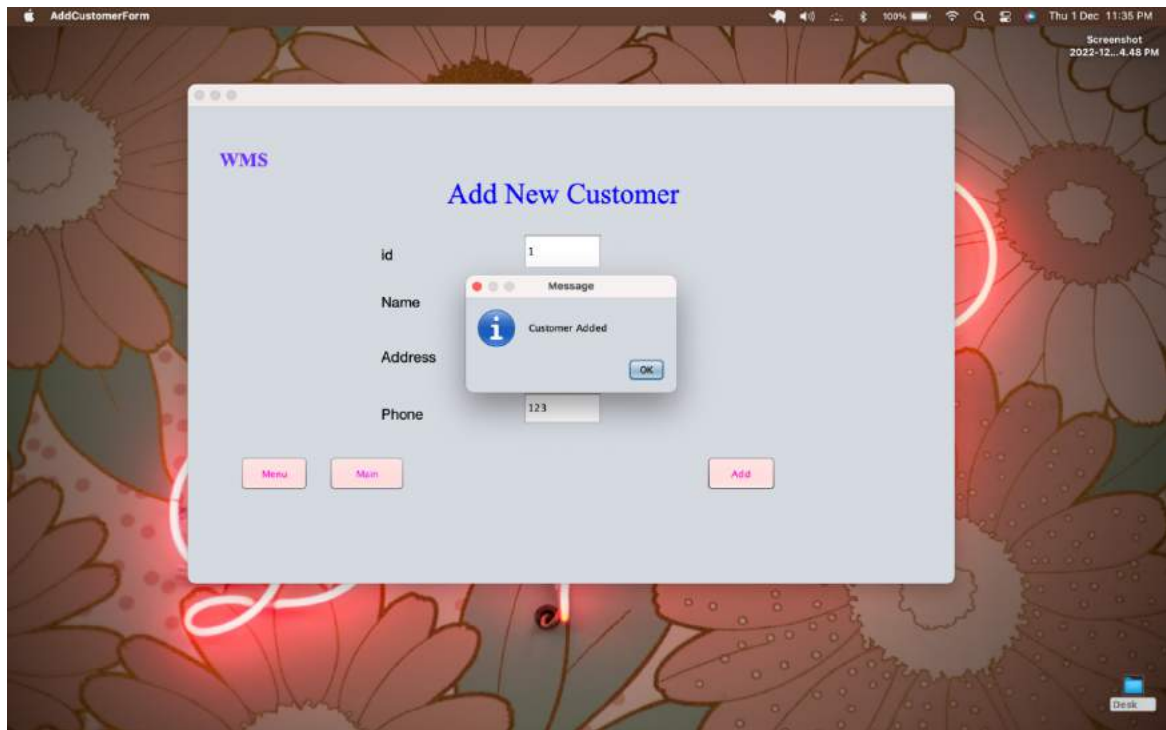 AddCustomerForm
100%
Thu 1 Dec 11:35 PM
Screenshot
2022-12...4.48 PM
WMS
Add New Customer
id
1
Message
Name
Customer Added
Address
OK
Phone
123
Menu
Main
Add
Desk